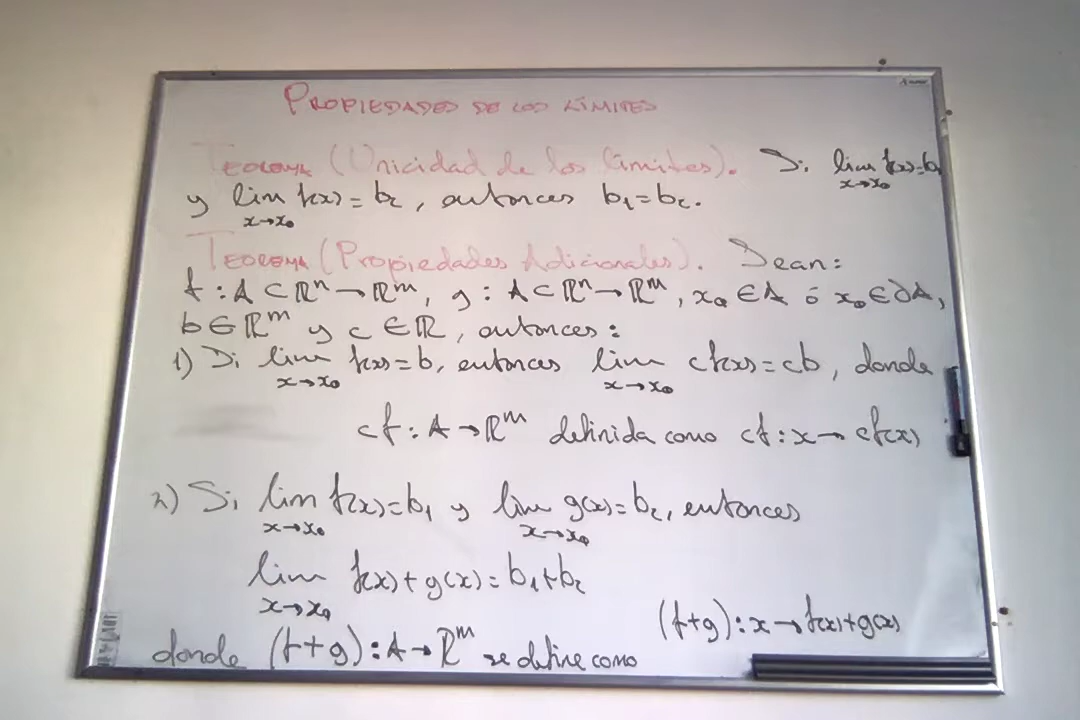 PROPIEDADES DE LOS LÍMITES
TEOREMA (Unicidad de los límites). Si lim x→x₀ f(x)=b₁
y lim x→x₀ f(x)=b₂, entonces b₁=b₂.
TEOREMA (Propiedades Adicionales). Sean:
f:A⊂ℝⁿ→ℝᵐ, g:A⊂ℝⁿ→ℝᵐ, x₀∈A ó x₀∈∂A,
b∈ℝᵐ y c∈ℝ, entonces:
1) Si lim x→x₀ f(x)=b, entonces lim x→x₀ cf(x)=cb, donde
cf:A→ℝᵐ definida como cf:x→cf(x)
2) Si lim x→x₀ f(x)=b₁ y lim x→x₀ g(x)=b₂, entonces
lim x→x₀ f(x)+g(x)=b₁+b₂
donde (f+g):A→ℝᵐ se define como (f+g):x→f(x)+g(x)